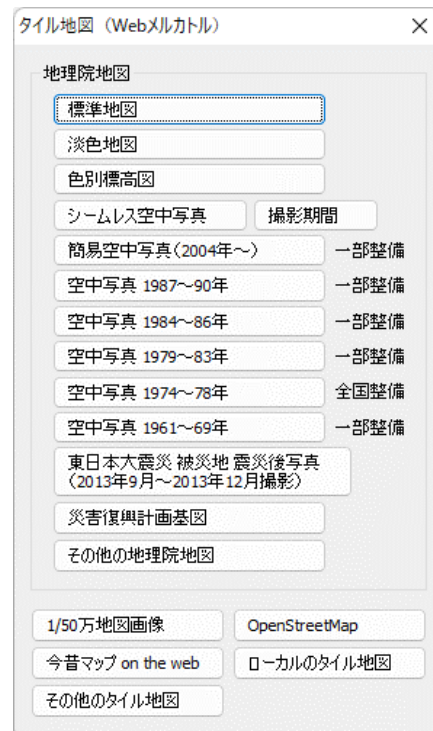 タイル地図（Webメルカトル）
地理院地図
標準地図
淡色地図
色別標高図
シームレス空中写真 撮影期間
簡易空中写真(2004年～) 一部整備
空中写真 1987～90年 一部整備
空中写真 1984～86年 一部整備
空中写真 1979～83年 一部整備
空中写真 1974～78年 全国整備
空中写真 1961～69年 一部整備
東日本大震災 被災地 震災後写真
(2013年9月～2013年12月撮影)
災害復興計画基図
その他の地理院地図
1/50万地図画像 OpenStreetMap
今昔マップ on the web ローカルのタイル地図
その他のタイル地図